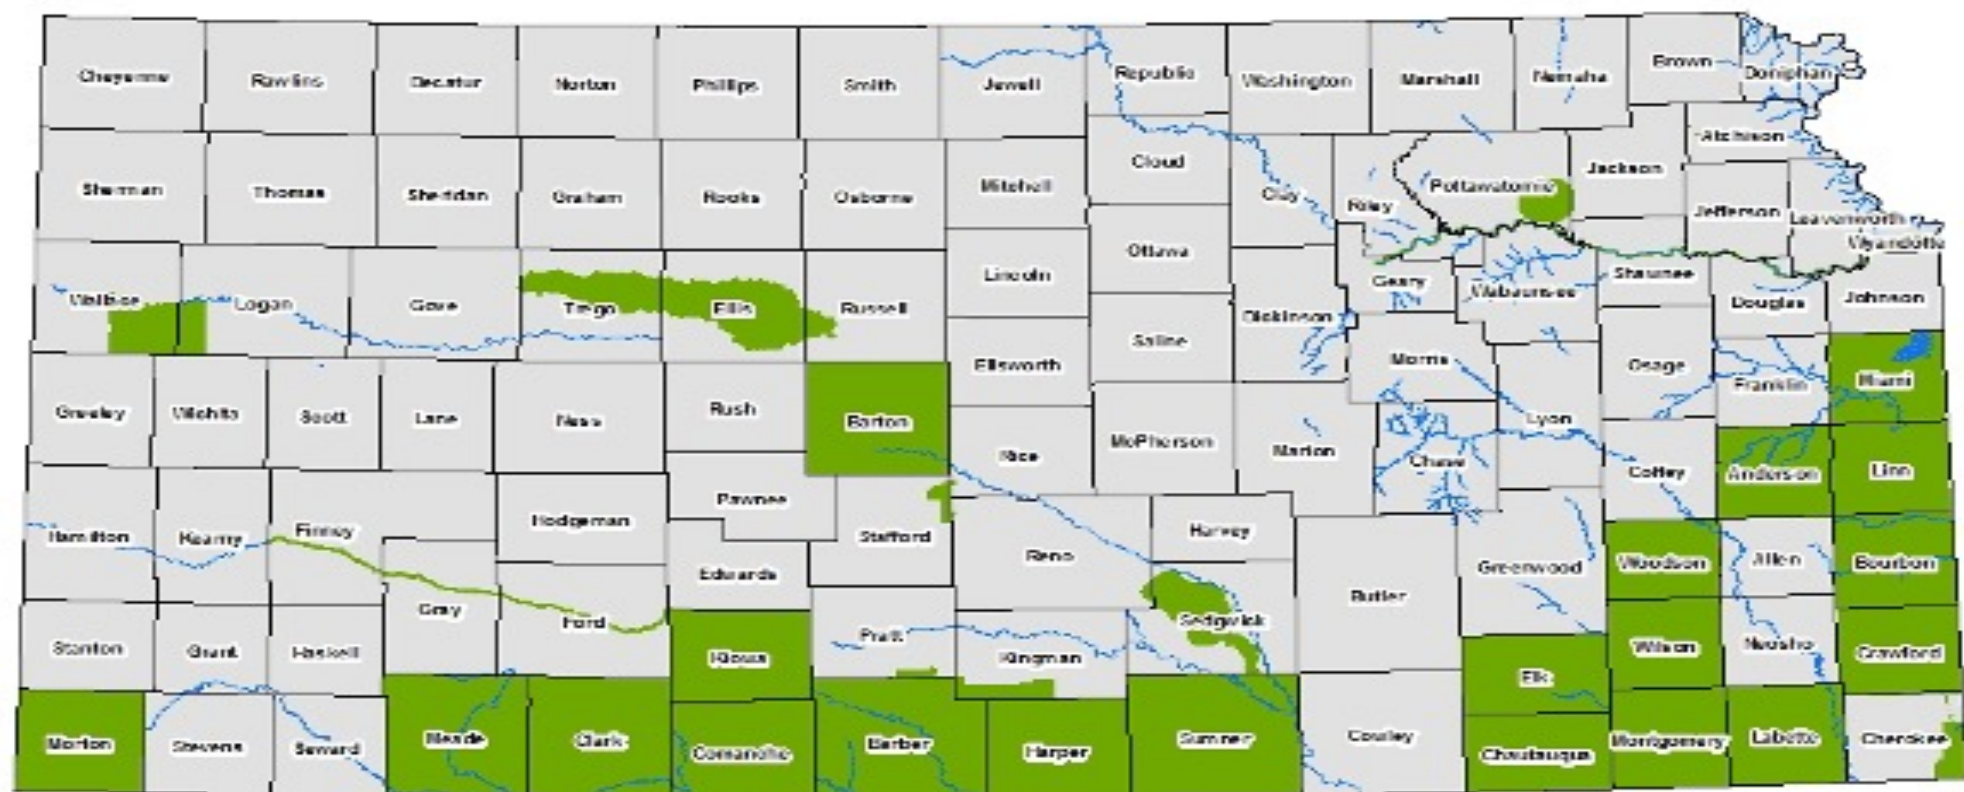 Cheyenne
Rawlins
Decatur
Norton
Phillips
Smith
Jewell
Republic
Washington
Marshall
Nemaha
Brown
Doniphan
Sherman
Thomas
Sheridan
Graham
Rooks
Osborne
Mitchell
Cloud
Clay
Riley
Pottawatomie
Jackson
Atchison
Jefferson
Leavenworth
Wyandotte
Wallace
Logan
Gove
Trego
Ellis
Russell
Lincoln
Ottawa
Saline
Dickinson
Geary
Wabaunsee
Shawnee
Douglas
Johnson
Greeley
Wichita
Scott
Lane
Ness
Rush
Barton
Ellsworth
Rice
McPherson
Marion
Morris
Chase
Lyon
Osage
Franklin
Miami
Coffey
Anderson
Linn
Hamilton
Kearny
Finney
Hodgeman
Pawnee
Stafford
Edwards
Reno
Harvey
Sedgwick
Butler
Greenwood
Woodson
Allen
Bourbon
Stanton
Grant
Haskell
Gray
Ford
Kiowa
Pratt
Kingman
Elk
Wilson
Neosho
Crawford
Morton
Stevens
Seward
Meade
Clark
Comanche
Barber
Harper
Sumner
Cowley
Chautauqua
Montgomery
Labette
Cherokee